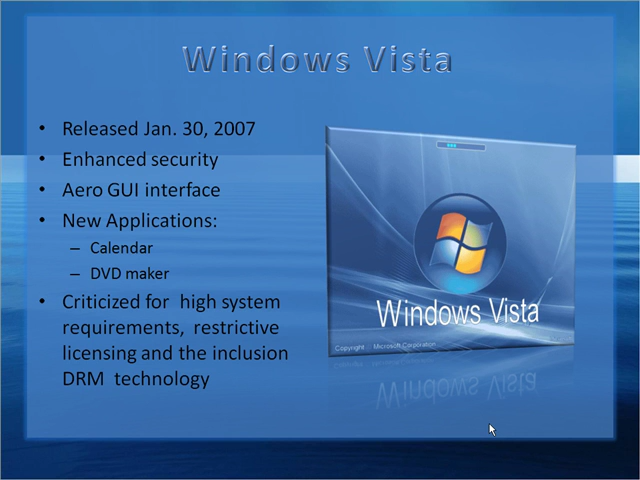 Windows Vista
• Released Jan. 30, 2007
• Enhanced security
• Aero GUI interface
• New Applications:
– Calendar
– DVD maker
• Criticized for high system
requirements, restrictive
licensing and the inclusion
DRM technology
Windows Vista
Copyright Microsoft Corporation